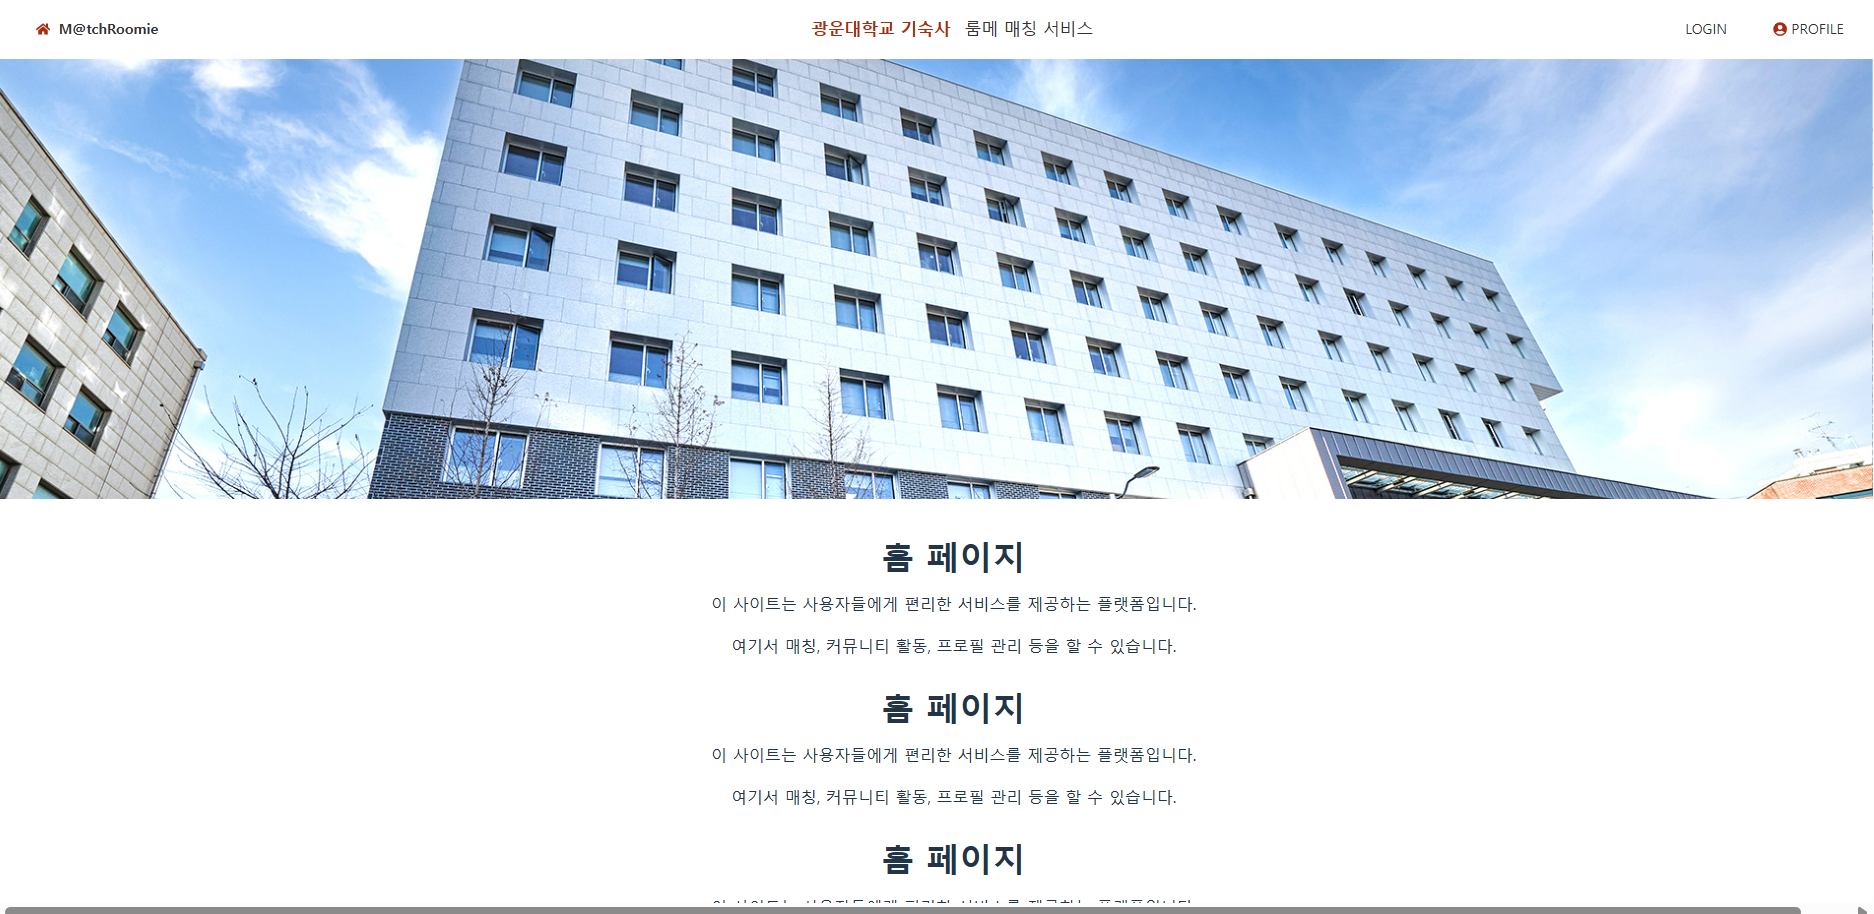 M@tchRoomie
광운대학교 기숙사 룸메 매칭 서비스
LOGIN
PROFILE
홈 페이지
이 사이트는 사용자들에게 편리한 서비스를 제공하는 플랫폼입니다.
여기서 매칭, 커뮤니티 활동, 프로필 관리 등을 할 수 있습니다.
홈 페이지
이 사이트는 사용자들에게 편리한 서비스를 제공하는 플랫폼입니다.
여기서 매칭, 커뮤니티 활동, 프로필 관리 등을 할 수 있습니다.
홈 페이지